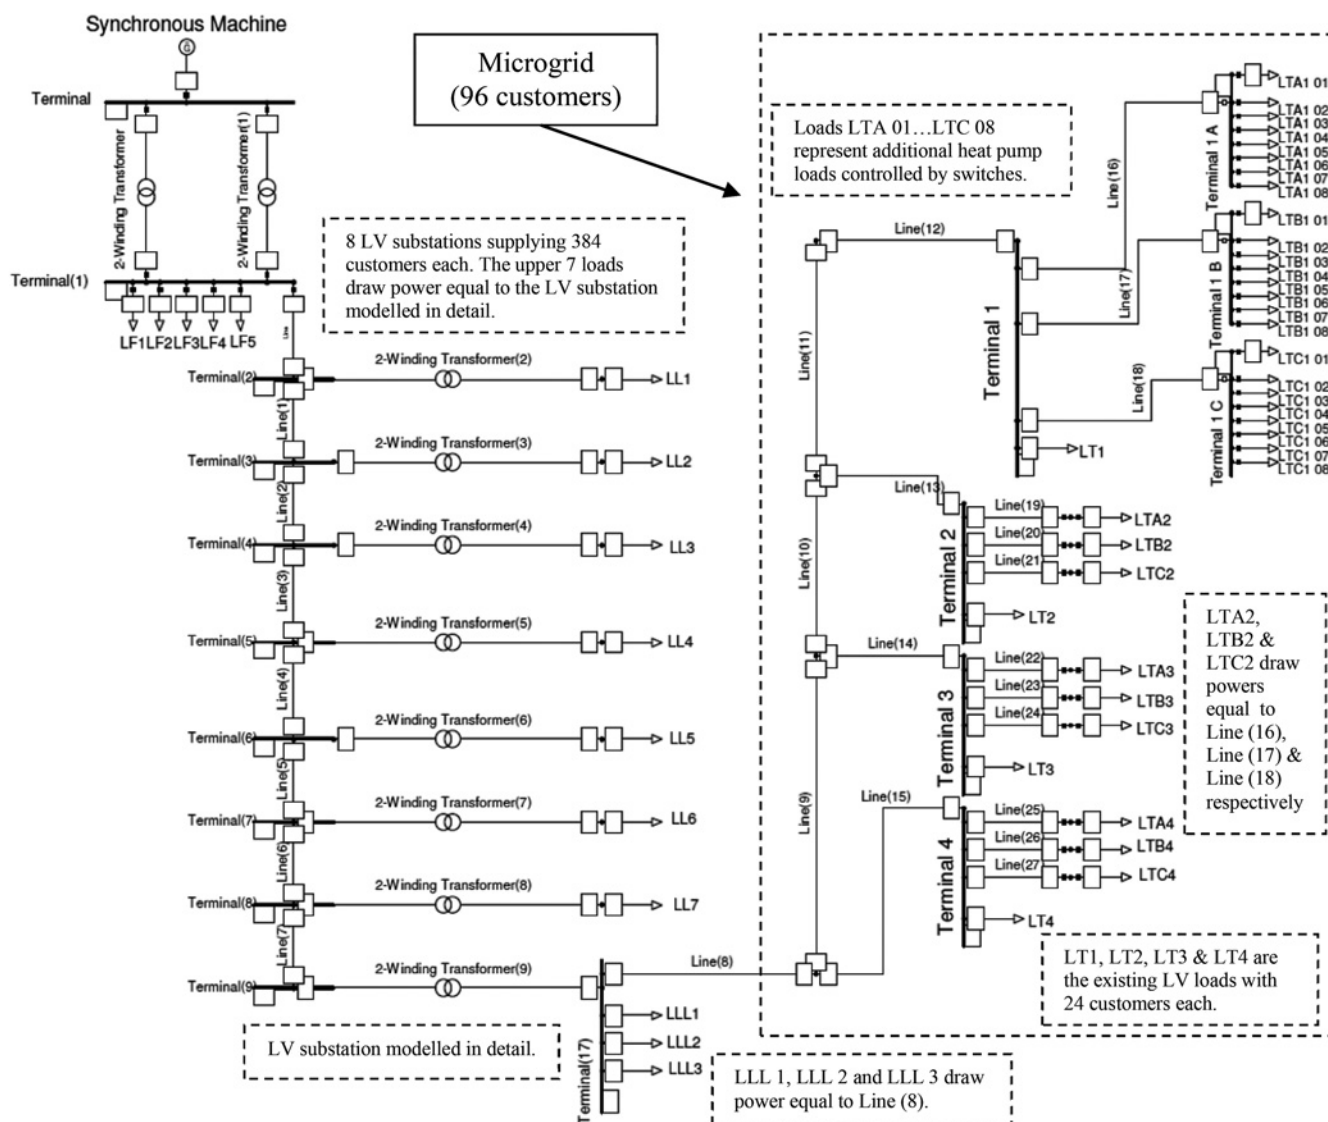 Synchronous Machine
G
Terminal
2-Winding Transformer
2-Winding Transformer(1)
Terminal(1)
LF1 LF2 LF3 LF4 LF5
Line
Microgrid
(96 customers)
8 LV substations supplying 384
customers each. The upper 7 loads
draw power equal to the LV substation
modelled in detail.
Terminal(2)
2-Winding Transformer(2)
LL1
Line(1)
Terminal(3)
2-Winding Transformer(3)
LL2
Line(2)
Terminal(4)
2-Winding Transformer(4)
LL3
Line(3)
Terminal(5)
2-Winding Transformer(5)
LL4
Line(4)
Terminal(6)
2-Winding Transformer(6)
LL5
Line(5)
Terminal(7)
2-Winding Transformer(7)
LL6
Line(6)
Terminal(8)
2-Winding Transformer(8)
LL7
Line(7)
Terminal(9)
2-Winding Transformer(9)
Line(8)
LLL1
LLL2
LLL3
Terminal(17)
LV substation modelled in detail.
LLL 1, LLL 2 and LLL 3 draw
power equal to Line (8).
Loads LTA 01…LTC 08
represent additional heat pump
loads controlled by switches.
Line(9)
Line(10)
Line(11)
Line(12)
Line(13)
Line(14)
Line(15)
Line(16)
Line(17)
Line(18)
Terminal 1
LT1
Terminal 1 A
LTA1 01
LTA1 02
LTA1 03
LTA1 04
LTA1 05
LTA1 06
LTA1 07
LTA1 08
Terminal 1 B
LTB1 01
LTB1 02
LTB1 03
LTB1 04
LTB1 05
LTB1 06
LTB1 07
LTB1 08
Terminal 1 C
LTC1 01
LTC1 02
LTC1 03
LTC1 04
LTC1 05
LTC1 06
LTC1 07
LTC1 08
Terminal 2
Line(19)
LTA2
Line(20)
LTB2
Line(21)
LTC2
LT2
Terminal 3
Line(22)
LTA3
Line(23)
LTB3
Line(24)
LTC3
LT3
Terminal 4
Line(25)
LTA4
Line(26)
LTB4
Line(27)
LTC4
LT4
LTA2,
LTB2 &
LTC2 draw
powers
equal to
Line (16),
Line (17) &
Line (18)
respectively
LT1, LT2, LT3 & LT4 are
the existing LV loads with
24 customers each.